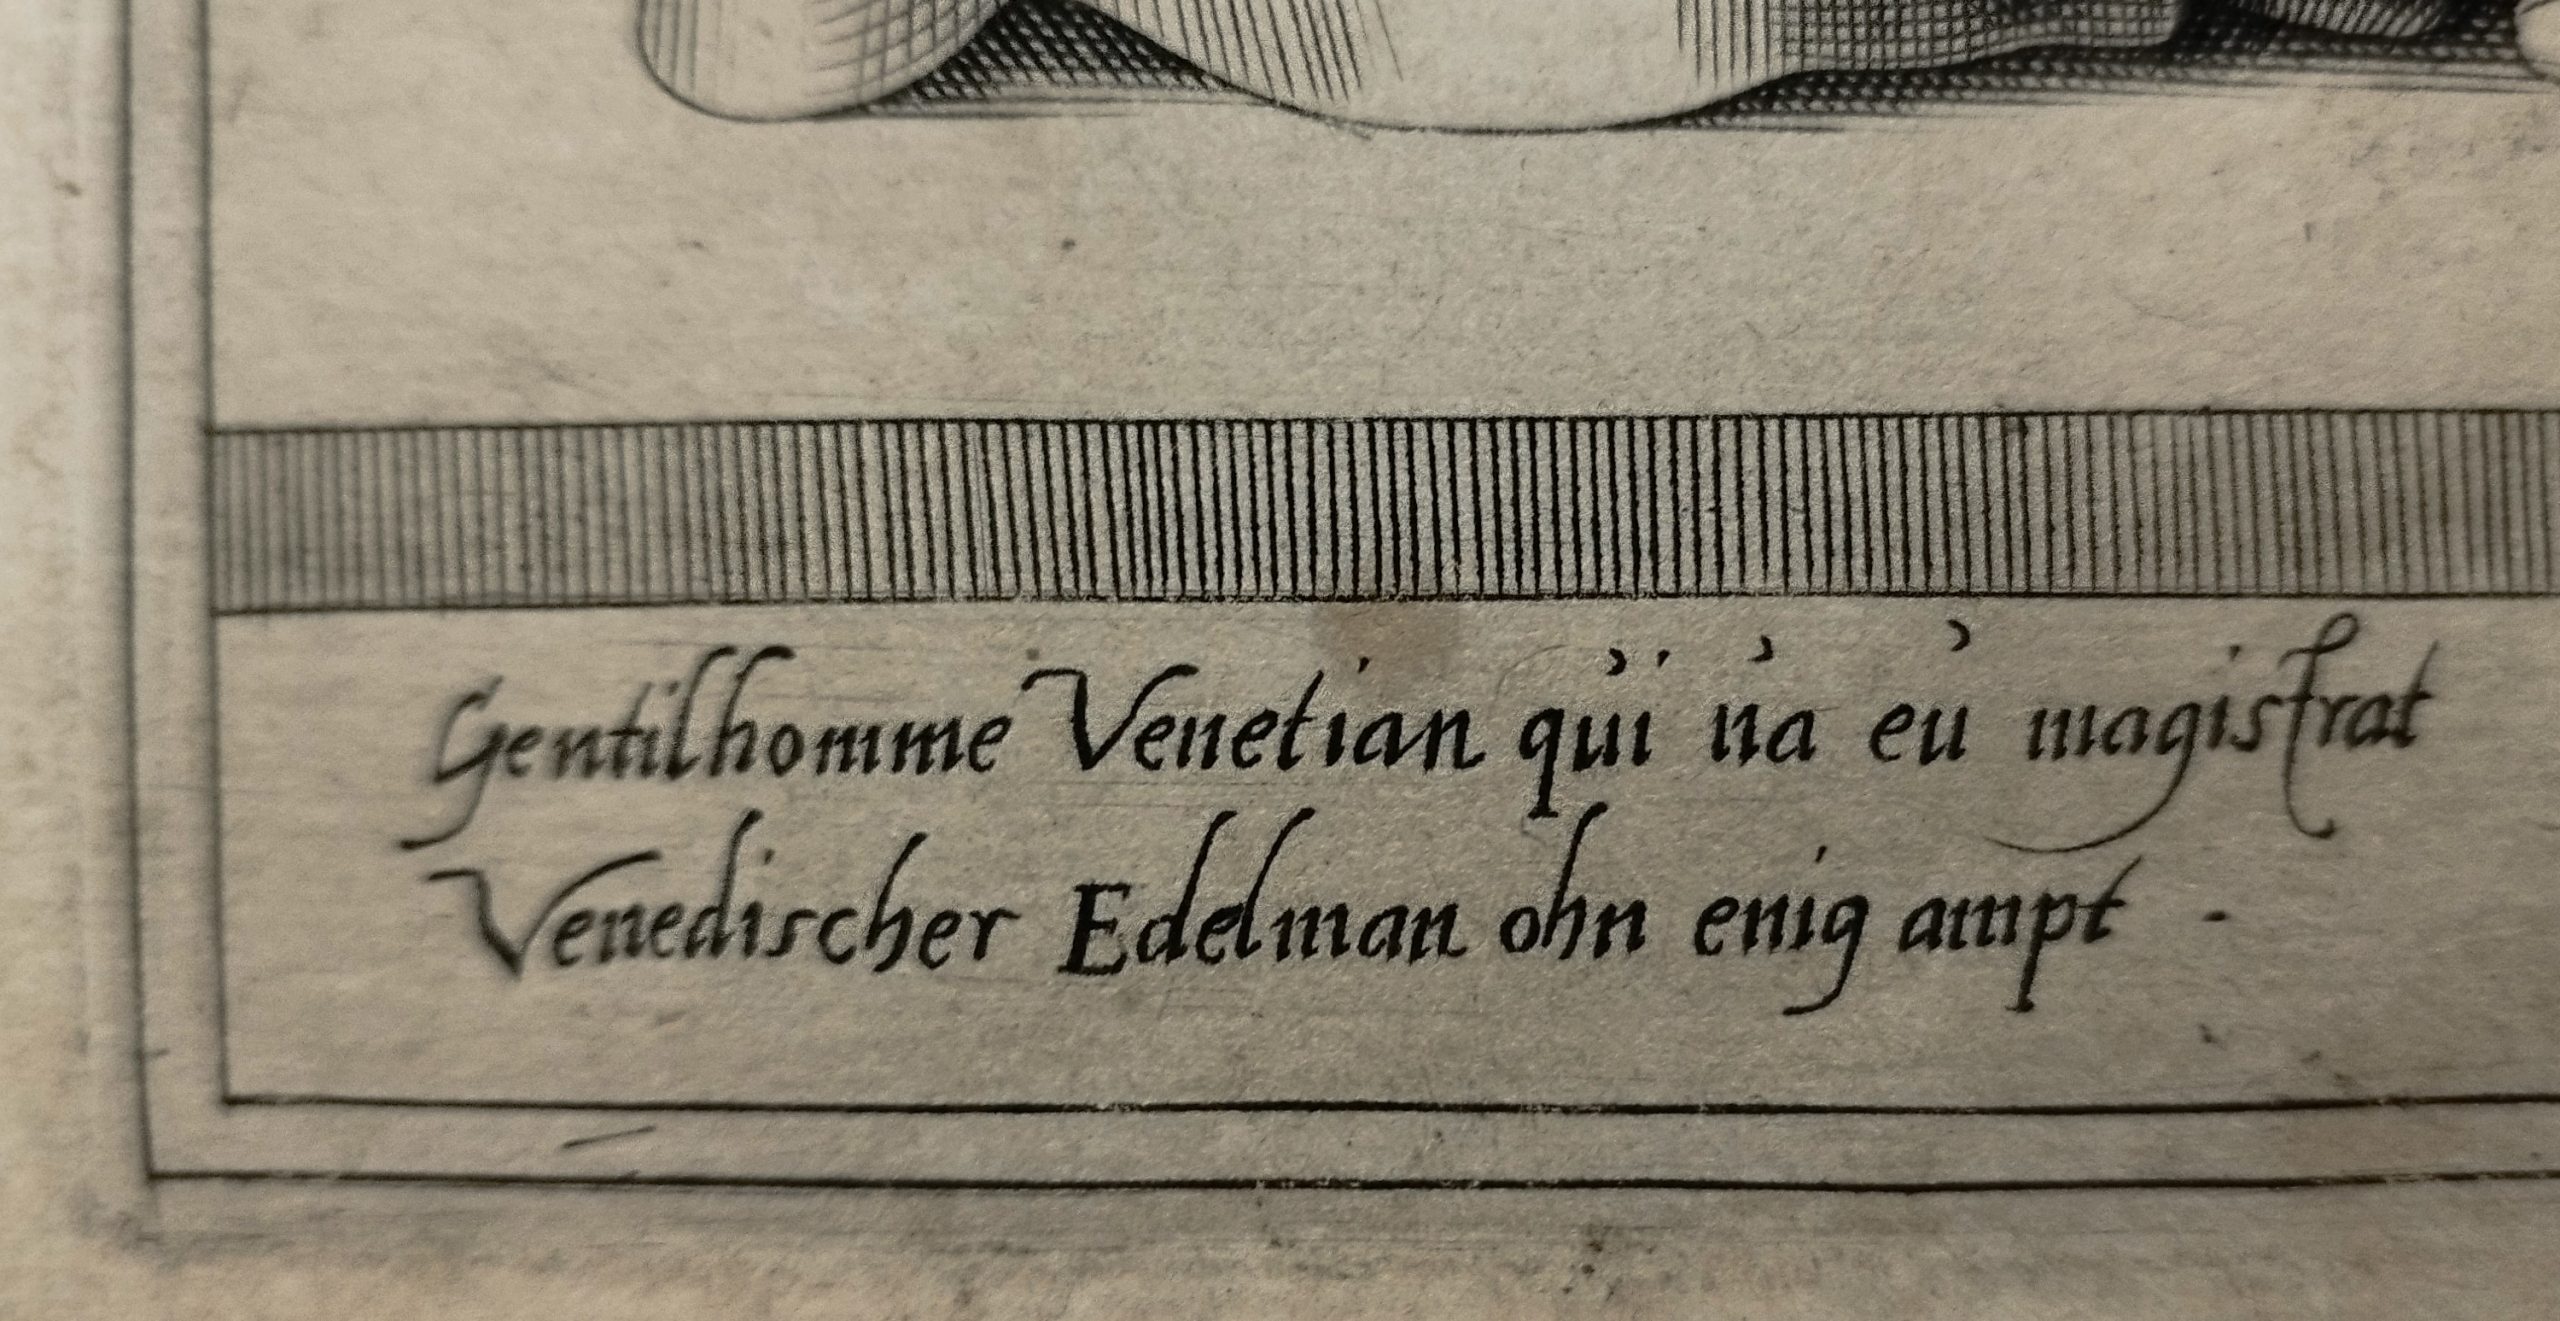 Gentilhomme Venetian qui na eu magistrat
Venedischer Edelman ohn enig ampt -